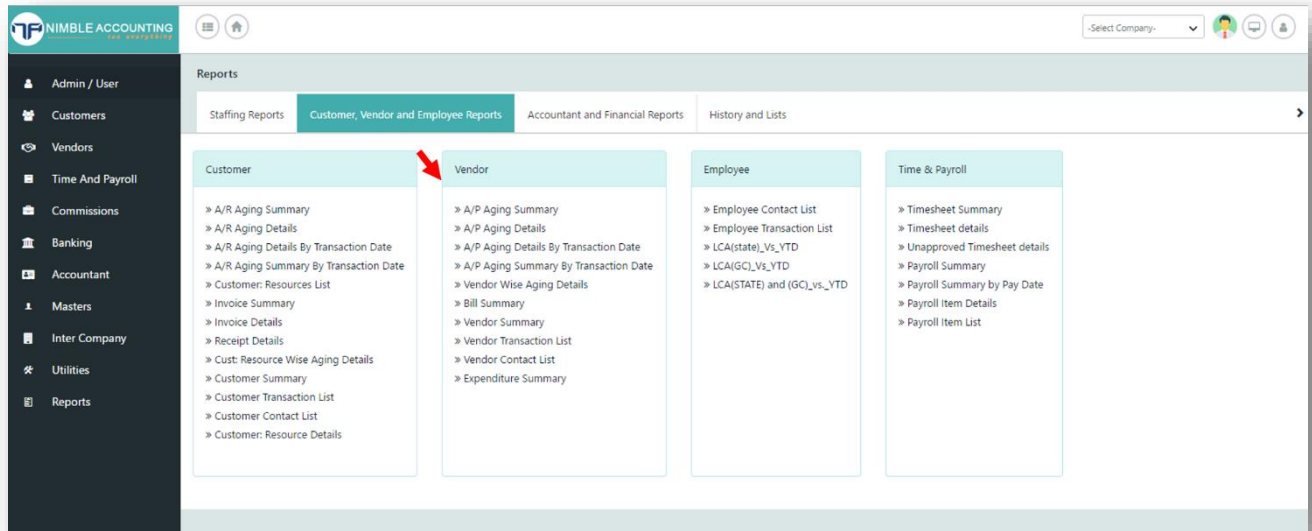 NIMBLE ACCOUNTING
-Select Company-
Admin / User
Customers
Vendors
Time And Payroll
Commissions
Banking
Accountant
Masters
Inter Company
Utilities
Reports
Reports
Staffing Reports
Customer, Vendor and Employee Reports
Accountant and Financial Reports
History and Lists
Customer
» A/R Aging Summary
» A/R Aging Details
» A/R Aging Details By Transaction Date
» A/R Aging Summary By Transaction Date
» Customer: Resources List
» Invoice Summary
» Invoice Details
» Receipt Details
» Cust: Resource Wise Aging Details
» Customer Summary
» Customer Transaction List
» Customer Contact List
» Customer: Resource Details
Vendor
» A/P Aging Summary
» A/P Aging Details
» A/P Aging Details By Transaction Date
» A/P Aging Summary By Transaction Date
» Vendor Wise Aging Details
» Bill Summary
» Vendor Summary
» Vendor Transaction List
» Vendor Contact List
» Expenditure Summary
Employee
» Employee Contact List
» Employee Transaction List
» LCA(state)_Vs_YTD
» LCA(GC)_Vs_YTD
» LCA(STATE) and (GC)_vs._YTD
Time & Payroll
» Timesheet Summary
» Timesheet details
» Unapproved Timesheet details
» Payroll Summary
» Payroll Summary by Pay Date
» Payroll Item Details
» Payroll Item List